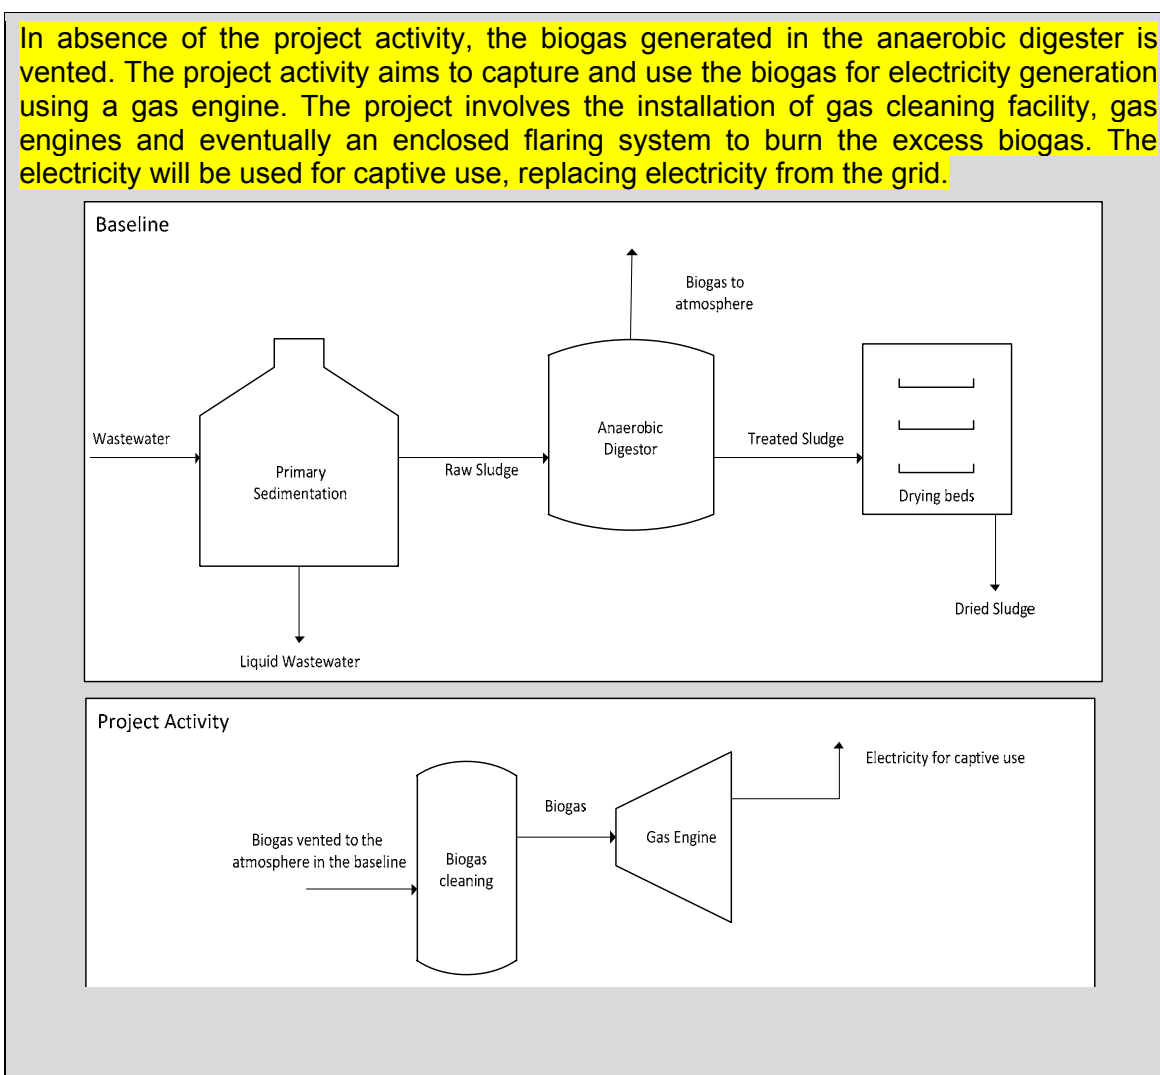 In absence of the project activity, the biogas generated in the anaerobic digester is
vented. The project activity aims to capture and use the biogas for electricity generation
using a gas engine. The project involves the installation of gas cleaning facility, gas
engines and eventually an enclosed flaring system to burn the excess biogas. The
electricity will be used for captive use, replacing electricity from the grid.
Baseline
Biogas to
atmosphere
Wastewater
Primary
Sedimentation
Raw Sludge
Anaerobic
Digestor
Treated Sludge
Drying beds
Dried Sludge
Liquid Wastewater
Project Activity
Electricity for captive use
Biogas vented to the
atmosphere in the baseline
Biogas
cleaning
Biogas
Gas Engine